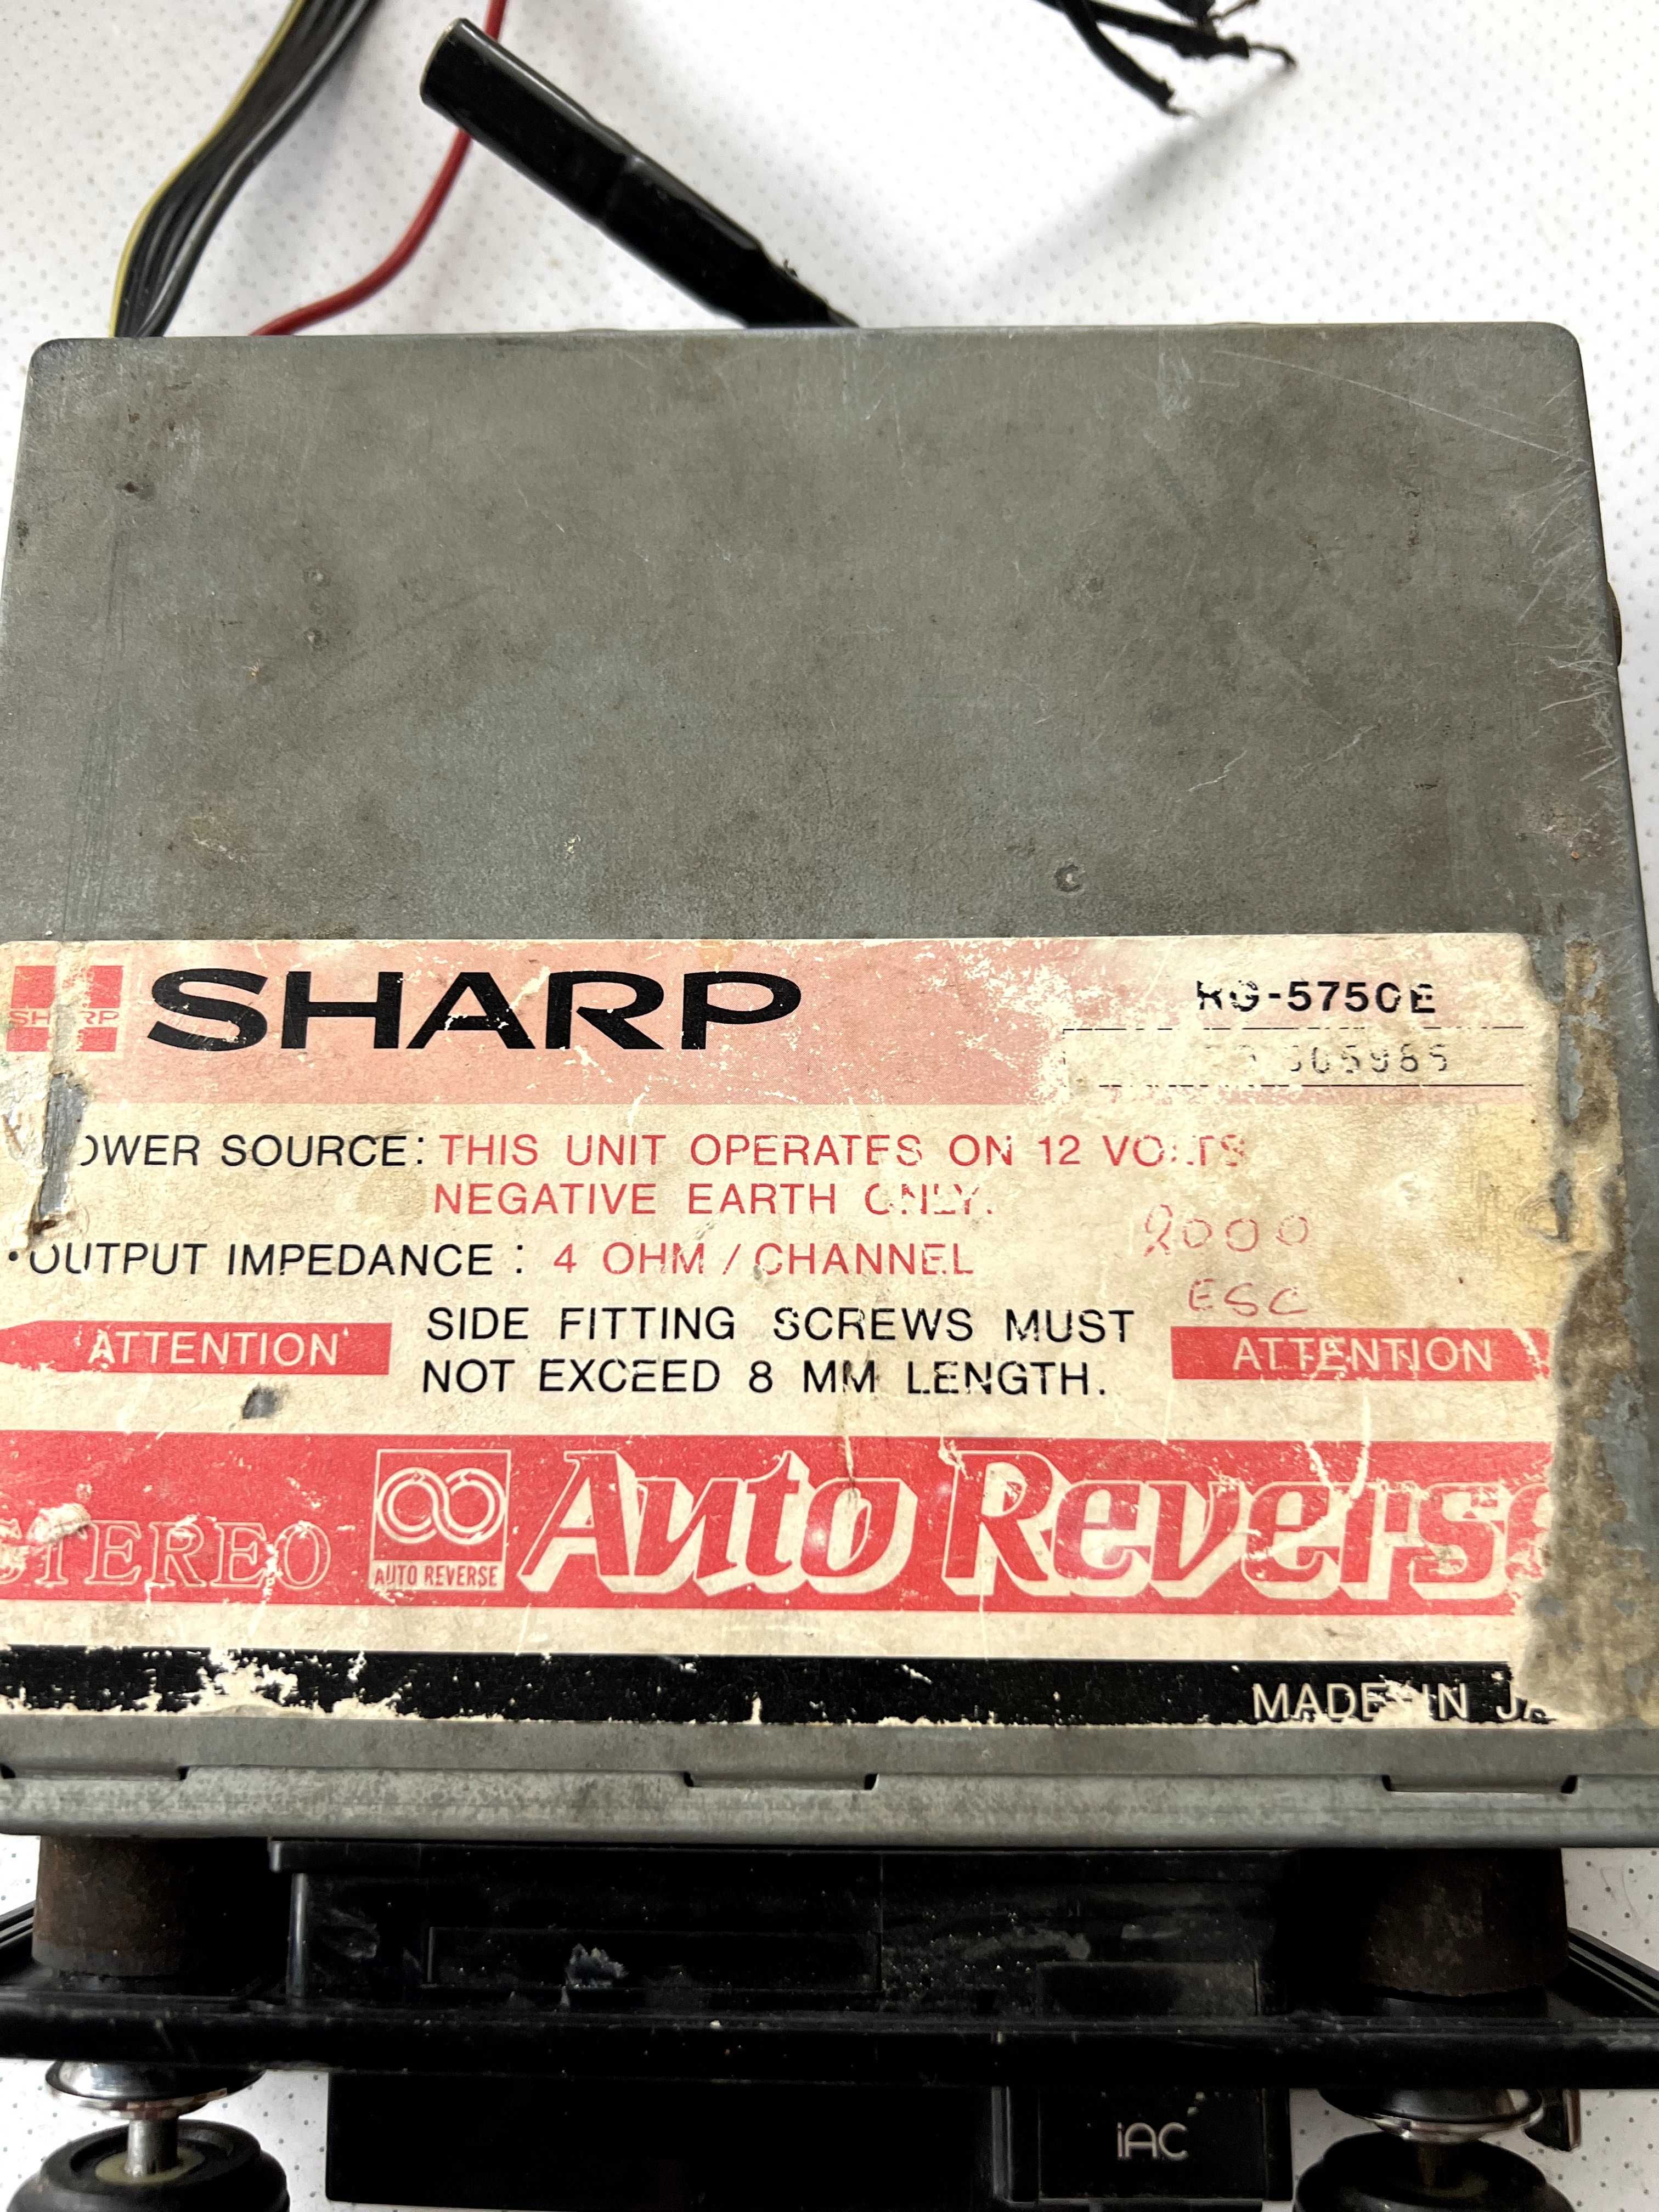 SHARP
SHARP
RG-5750E
POWER SOURCE: THIS UNIT OPERATES ON 12 VOLTS
NEGATIVE EARTH ONLY.
2000
•OUTPUT IMPEDANCE : 4 OHM / CHANNEL
ESC
ATTENTION
SIDE FITTING SCREWS MUST
NOT EXCEED 8 MM LENGTH.
ATTENTION
STEREO
AUTO REVERSE
Auto Reverse
MADE IN
iAC